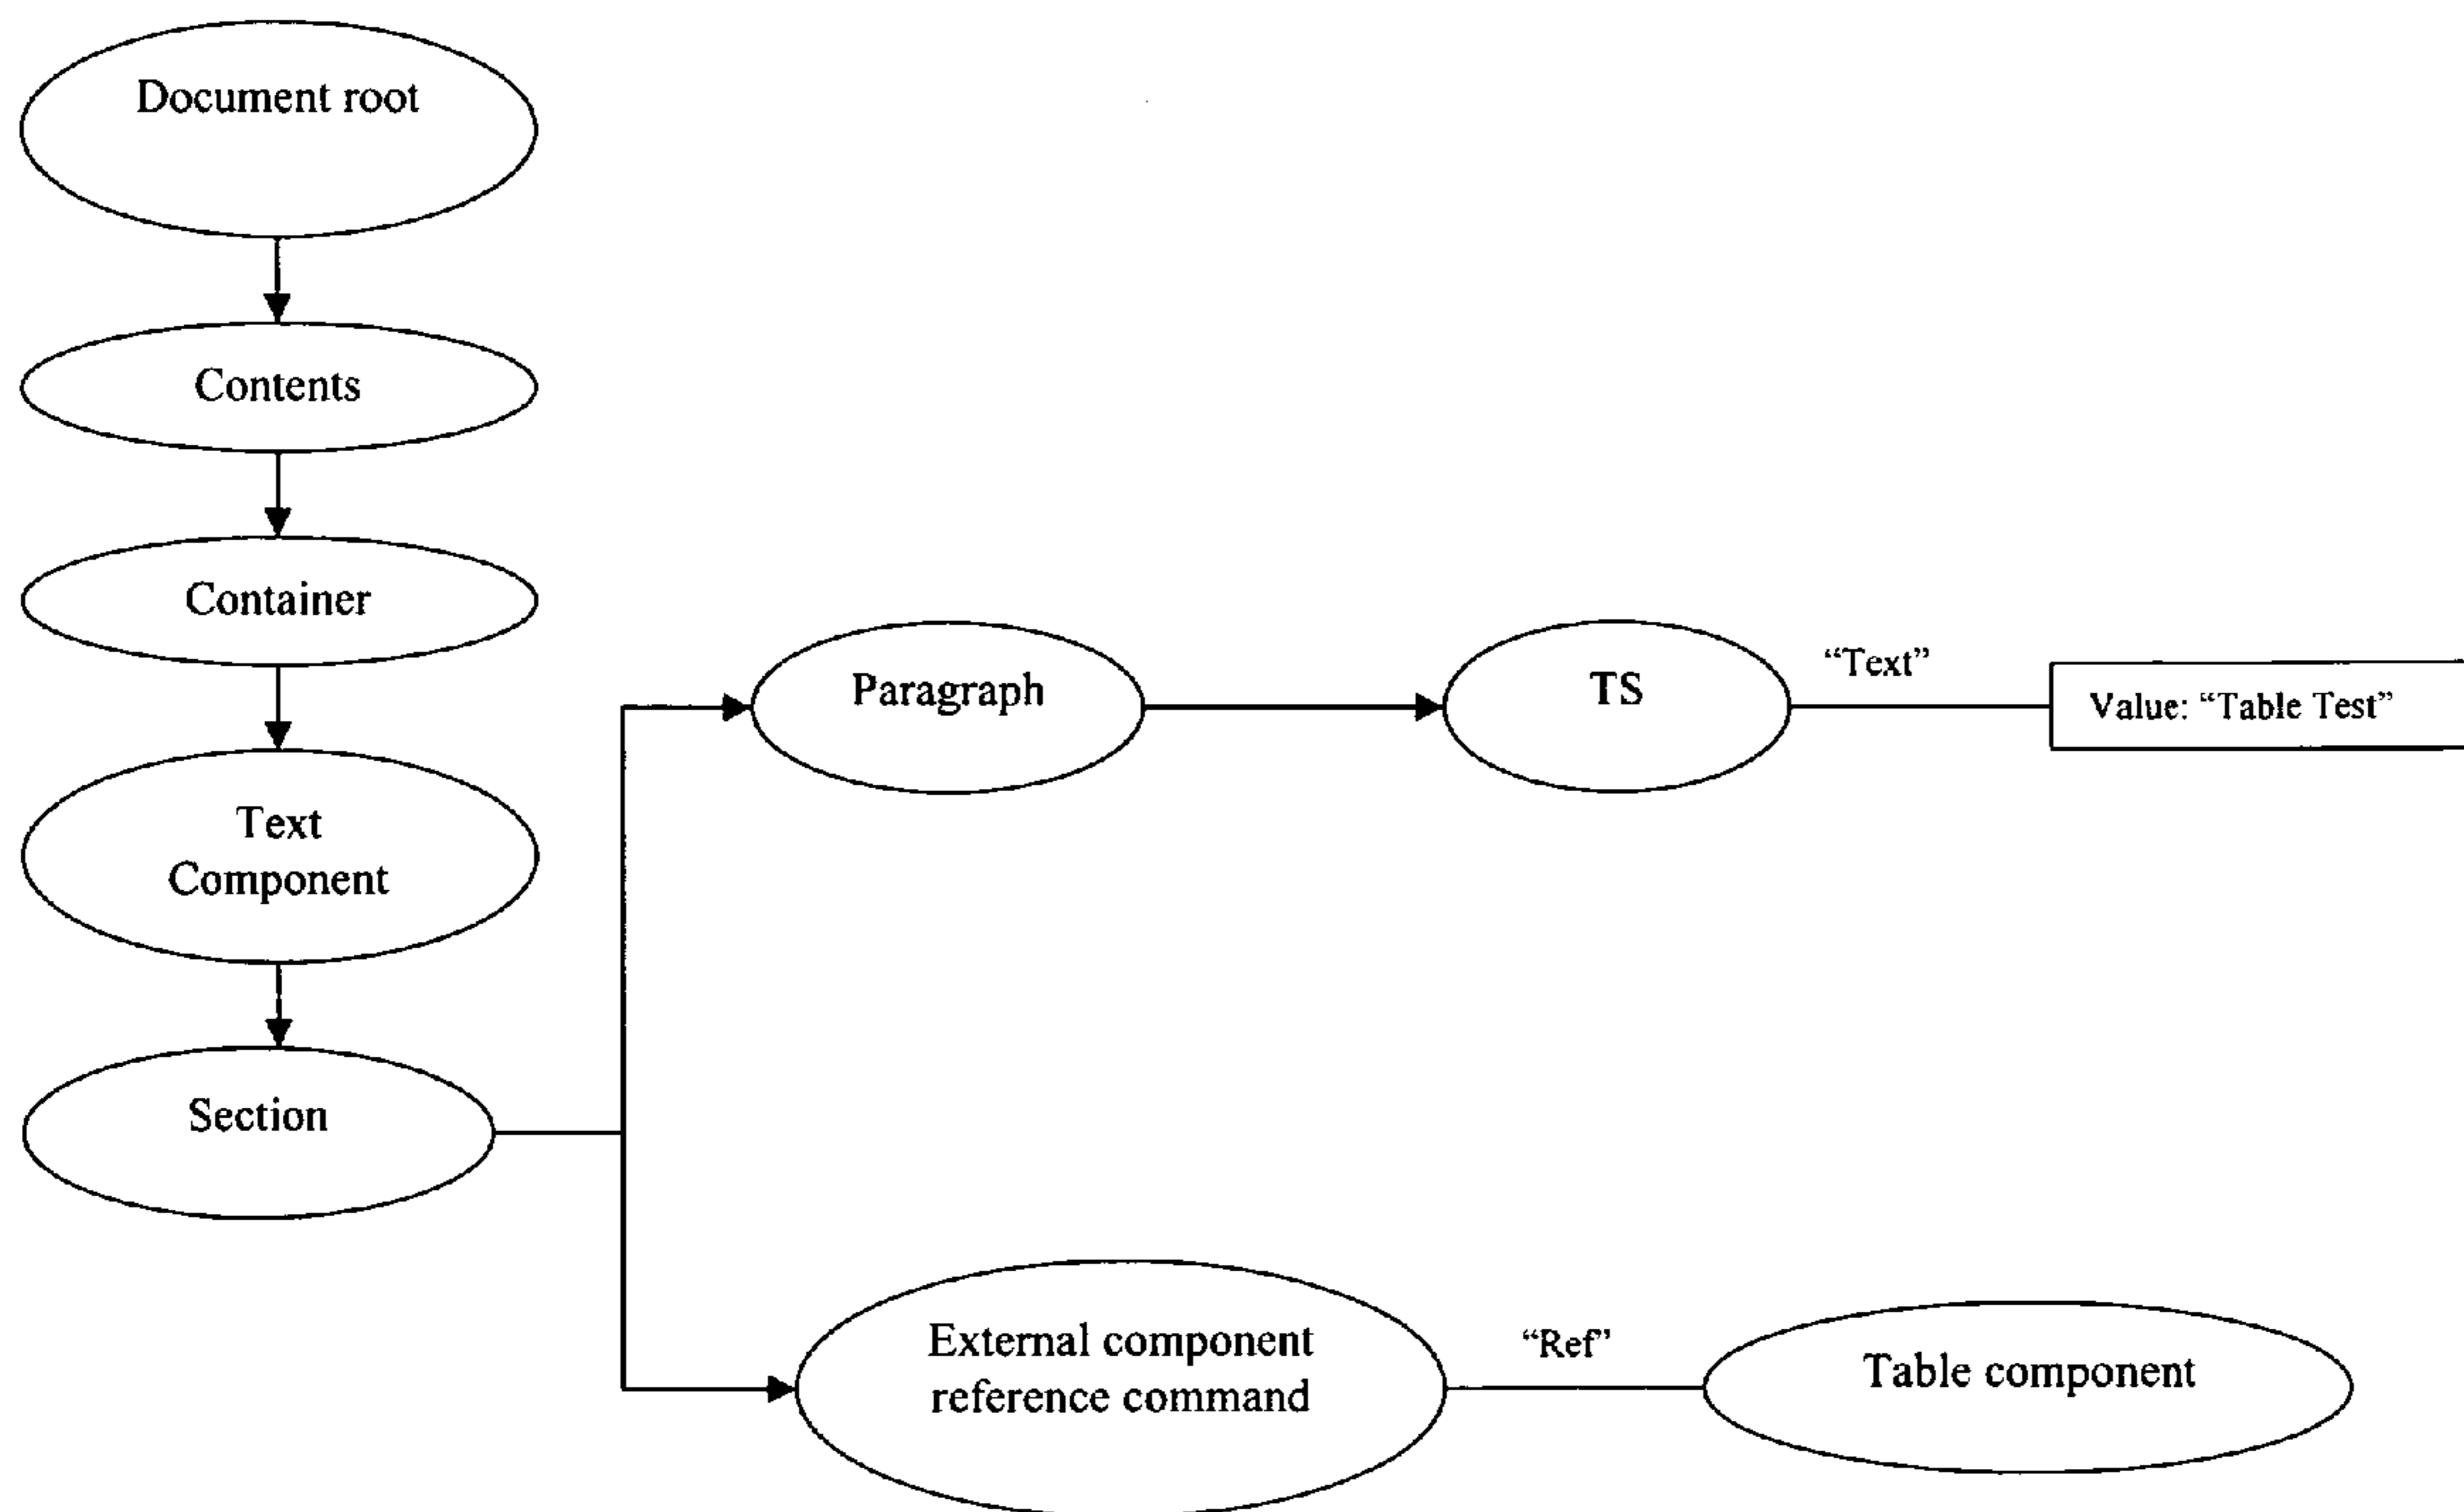 Document root
Contents
Container
Text
Component
Section
Paragraph
TS
“Text”
Value: “Table Test”
External component
reference command
“Ref”
Table component